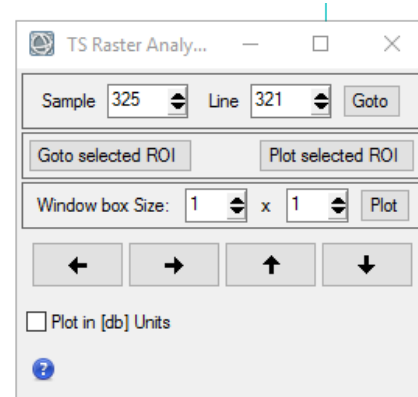 TS Raster Analy...
Sample 325 Line 321 Goto
Goto selected ROI Plot selected ROI
Window box Size: 1 x 1 Plot
Plot in [db] Units
?